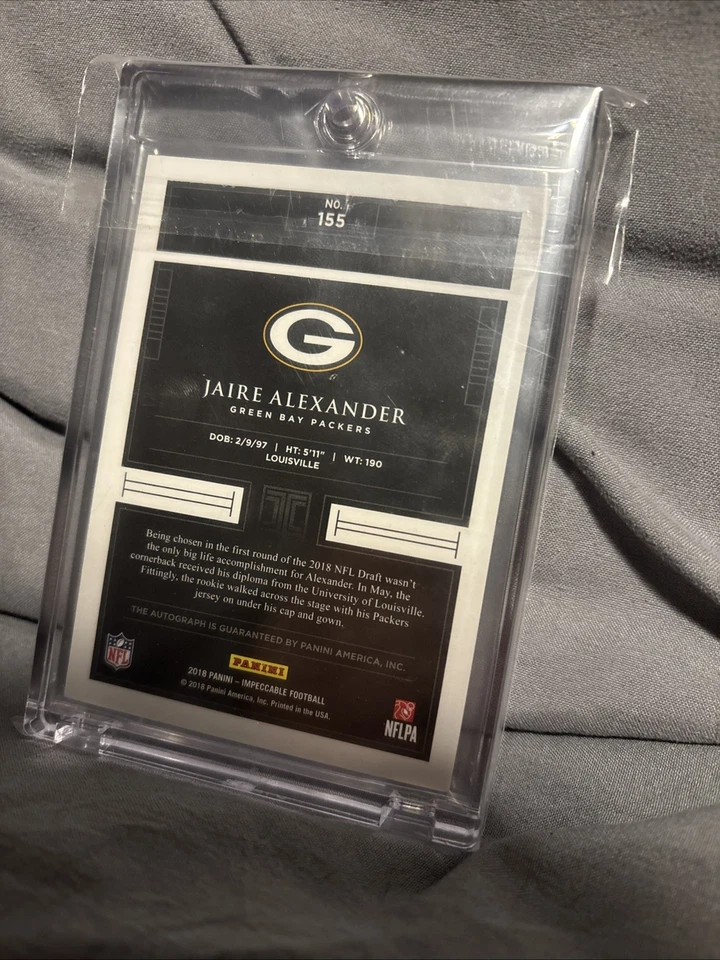 NO.
155
G
JAIRE ALEXANDER
GREEN BAY PACKERS
DOB: 2/9/97 | HT: 5'11" | WT: 190
LOUISVILLE
Being chosen in the first round of the 2018 NFL Draft wasn't
the only big life accomplishment for Alexander. In May, the
cornerback received his diploma from the University of Louisville.
Fittingly, the rookie walked across the stage with his Packers
jersey on under his cap and gown.
THE AUTOGRAPH IS GUARANTEED BY PANINI AMERICA, INC.
NFL
PANINI
2018 PANINI – IMPECCABLE FOOTBALL
© 2018 Panini America, Inc. Printed in the USA.
NFLPA